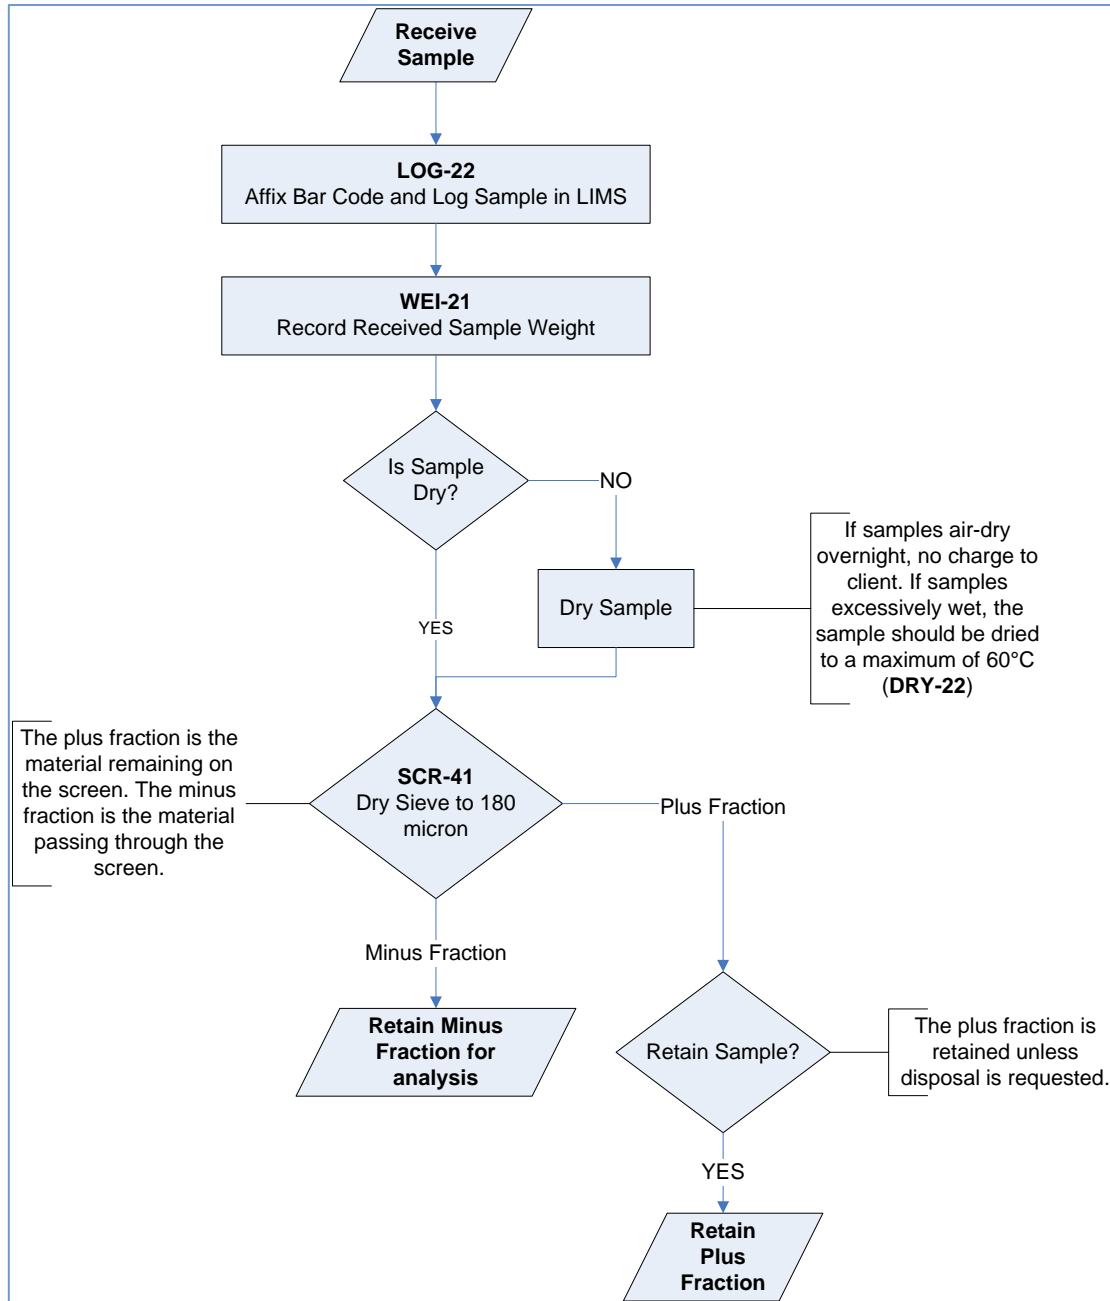 Receive
Sample
LOG-22
Affix Bar Code and Log Sample in LIMS
WEI-21
Record Received Sample Weight
Is Sample
Dry?
NO
If samples air-dry
overnight, no charge to
client. If samples
excessively wet, the
sample should be dried
to a maximum of 60°C
(DRY-22)
Dry Sample
YES
The plus fraction is the
material remaining on
the screen. The minus
fraction is the material
passing through the
screen.
SCR-41
Dry Sieve to 180
micron
Plus Fraction
Minus Fraction
Retain Minus
Fraction for
analysis
Retain Sample?
The plus fraction is
retained unless
disposal is requested.
YES
Retain
Plus
Fraction